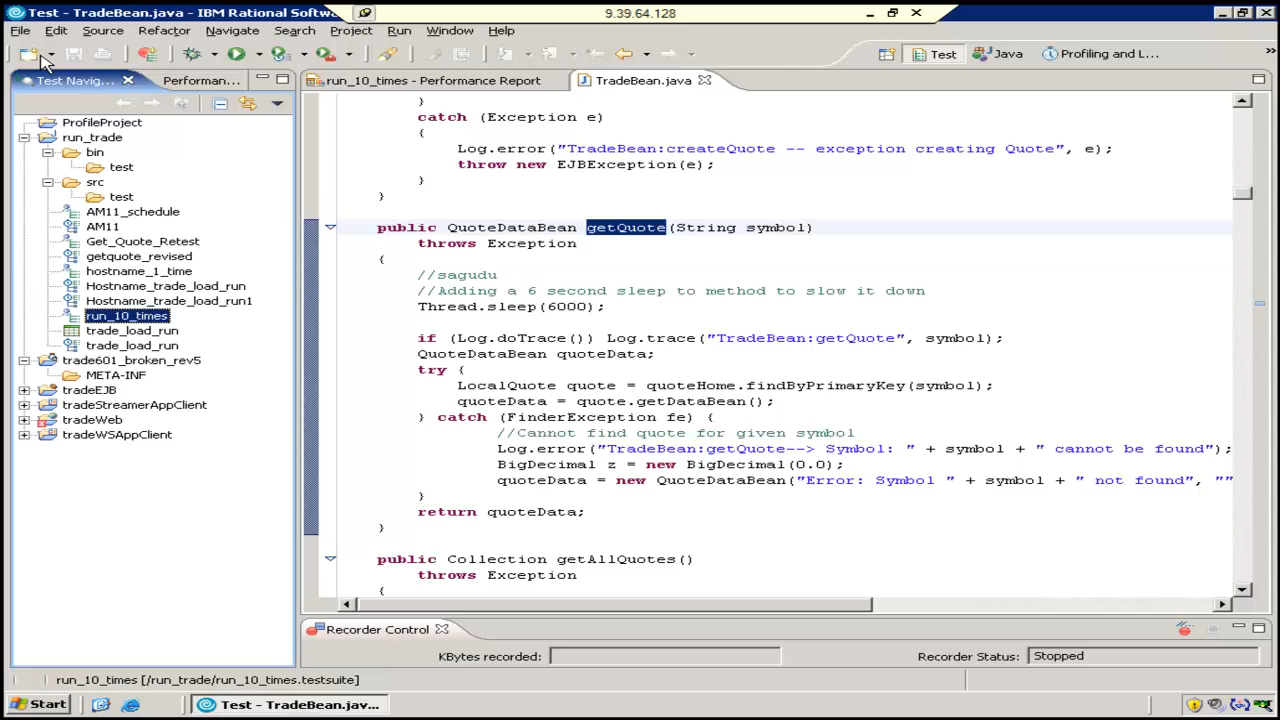 Test - TradeBean.java - IBM Rational Softw
9.39.64.128
File Edit Source Refactor Navigate Search Project Run Window Help
Test Java Profiling and L...
Test Navig... Performan...
run_10_times - Performance Report TradeBean.java
ProfileProject
run_trade
bin
test
src
test
AM11_schedule
AM11
Get_Quote_Retest
getquote_revised
hostname_1_time
Hostname_trade_load_run
Hostname_trade_load_run1
run_10_times
trade_load_run
trade_load_run
trade601_broken_rev5
META-INF
tradeEJB
tradeStreamerAppClient
tradeWeb
tradeWSAppClient
}
catch (Exception e)
{
Log.error("TradeBean:createQuote -- exception creating Quote", e);
throw new EJBException(e);
}
}
public QuoteDataBean getQuote(String symbol)
throws Exception
{
//sagudu
//Adding a 6 second sleep to method to slow it down
Thread.sleep(6000);
if (Log.doTrace()) Log.trace("TradeBean:getQuote", symbol);
QuoteDataBean quoteData;
try {
LocalQuote quote = quoteHome.findByPrimaryKey(symbol);
quoteData = quote.getDataBean();
} catch (FinderException fe) {
//Cannot find quote for given symbol
Log.error("TradeBean:getQuote--> Symbol: " + symbol + " cannot be found");
BigDecimal z = new BigDecimal(0.0);
quoteData = new QuoteDataBean("Error: Symbol " + symbol + " not found", ""
}
return quoteData;
}
public Collection getAllQuotes()
throws Exception
{
Recorder Control
KBytes recorded: Recorder Status: Stopped
run_10_times [/run_trade/run_10_times.testsuite]
Start Test - TradeBean.jav...